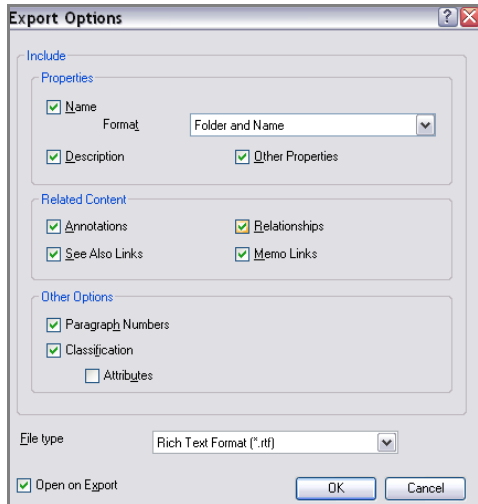 Export Options
Include
Properties
Name
Format Folder and Name
Description Other Properties
Related Content
Annotations Relationships
See Also Links Memo Links
Other Options
Paragraph Numbers
Classification
Attributes
File type Rich Text Format (*.rtf)
Open on Export OK Cancel